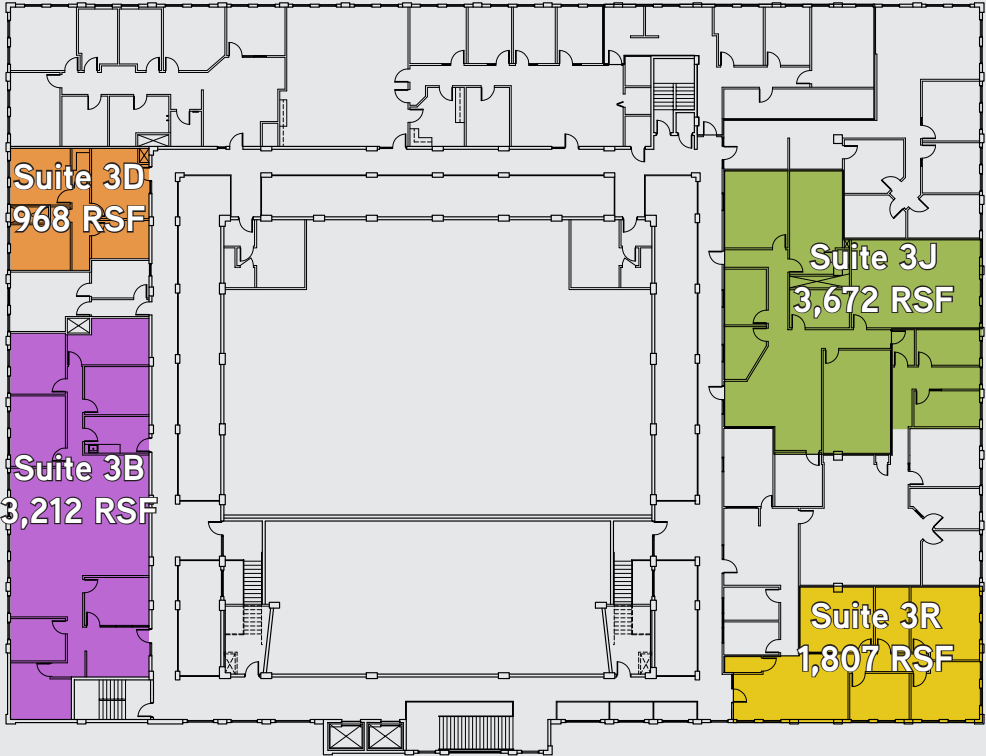 Suite 3D
968 RSF
Suite 3J
3,672 RSF
Suite 3B
3,212 RSF
Suite 3R
1,807 RSF